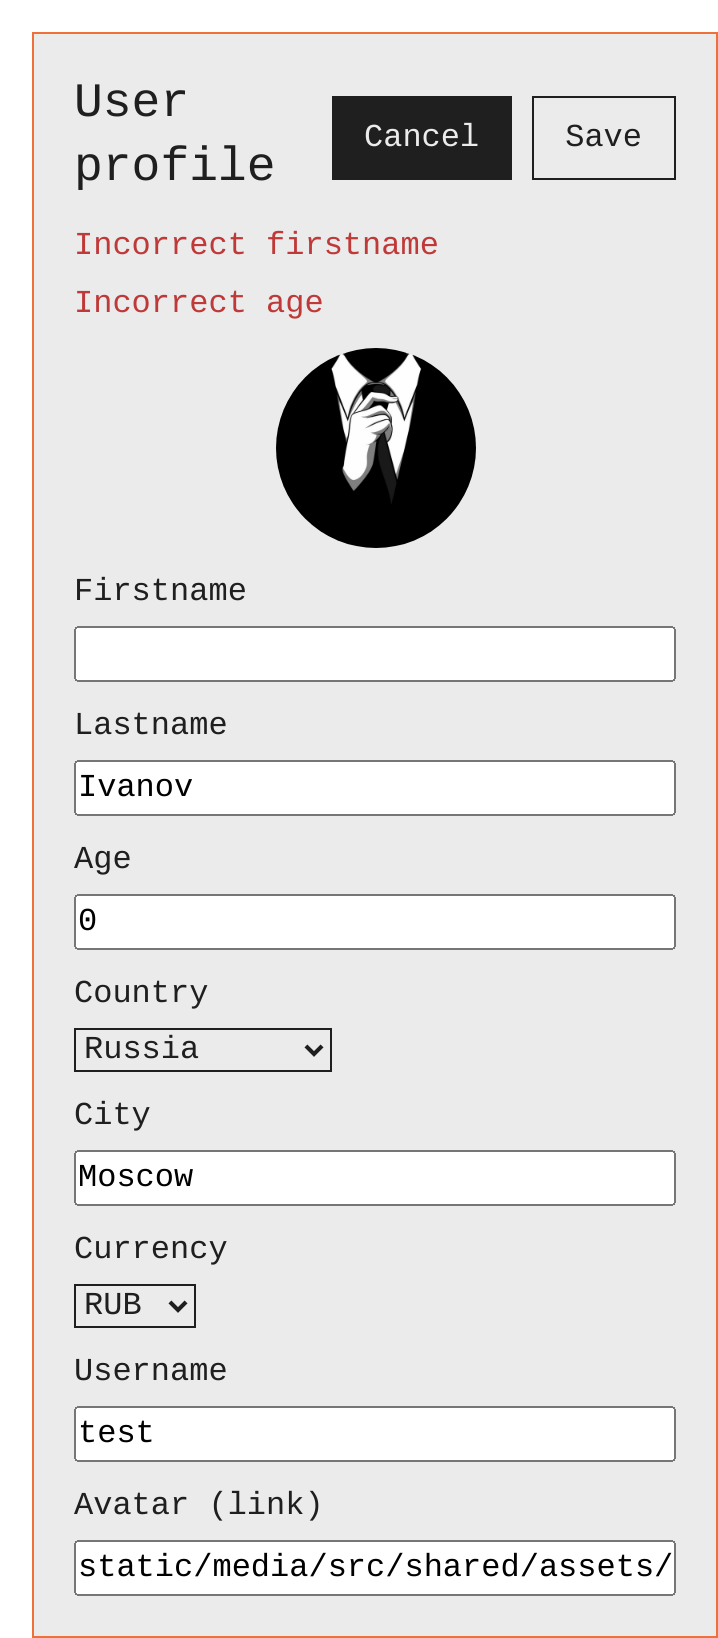 User
profile
Cancel
Save
Incorrect firstname
Incorrect age
Firstname
Lastname
Ivanov
Age
0
Country
Russia
City
Moscow
Currency
RUB
Username
test
Avatar (link)
static/media/src/shared/assets/